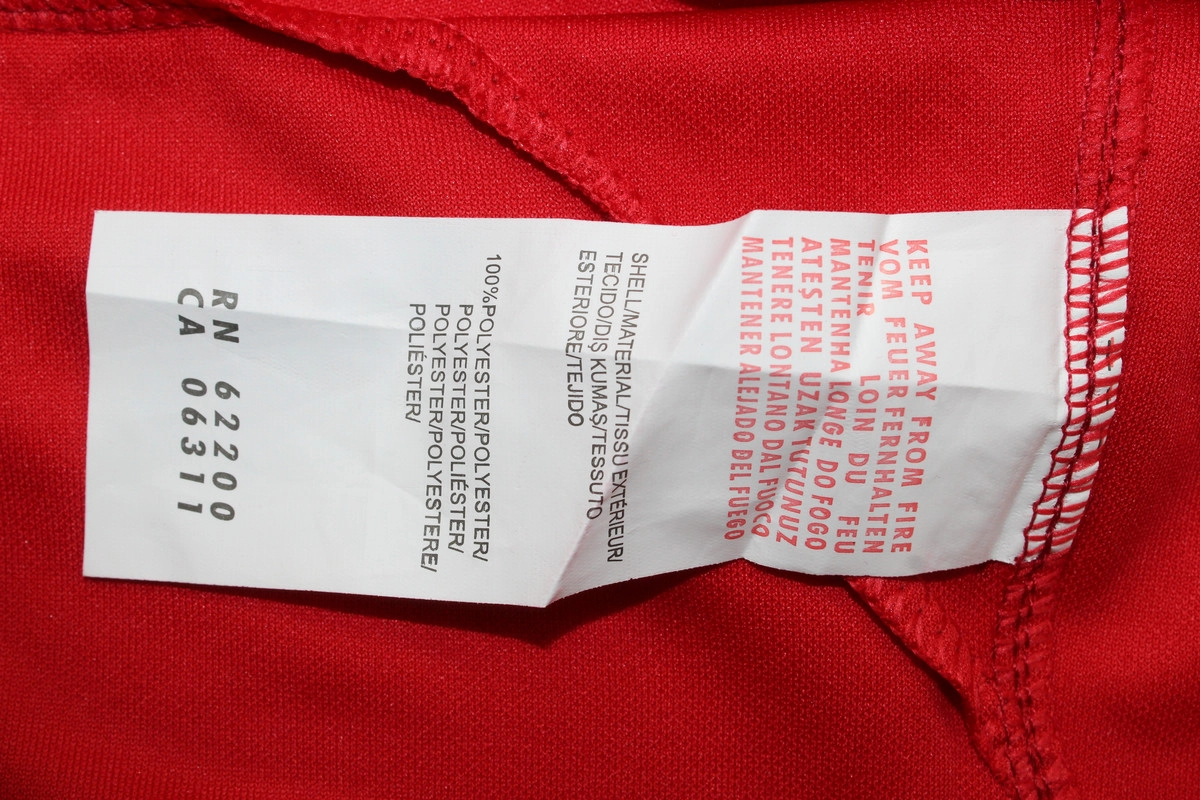 KEEP AWAY FROM FIRE
VOM FEUER FERNHALTEN
TENIR LOIN DU FEU
MANTENHA LONGE DO FOGO
ATEŞTEN UZAK TUTUNUZ
TENERE LONTANO DAL FUOCO
MANTENER ALEJADO DEL FUEGO
SHELL/MATERIAL/TISSU EXTÉRIEUR/
TECIDO/DIŞ KUMAŞ/TESSUTO
ESTERIORE/TEJIDO
100%POLYESTER/POLYESTER/
POLYESTER/POLIÉSTER/
POLYESTER/POLYESTERE/
POLIÉSTER/
RN 62200
CA 06311